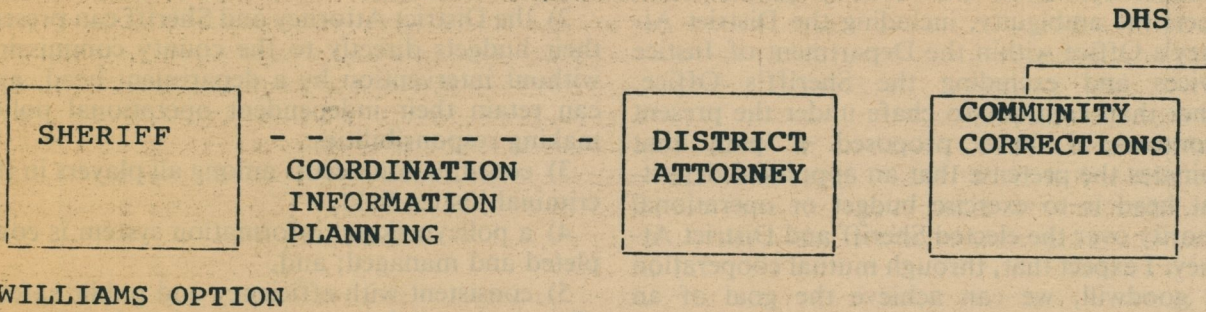 DHS
SHERIFF
COORDINATION
INFORMATION
PLANNING
DISTRICT
ATTORNEY
COMMUNITY
CORRECTIONS
WILLIAMS OPTION